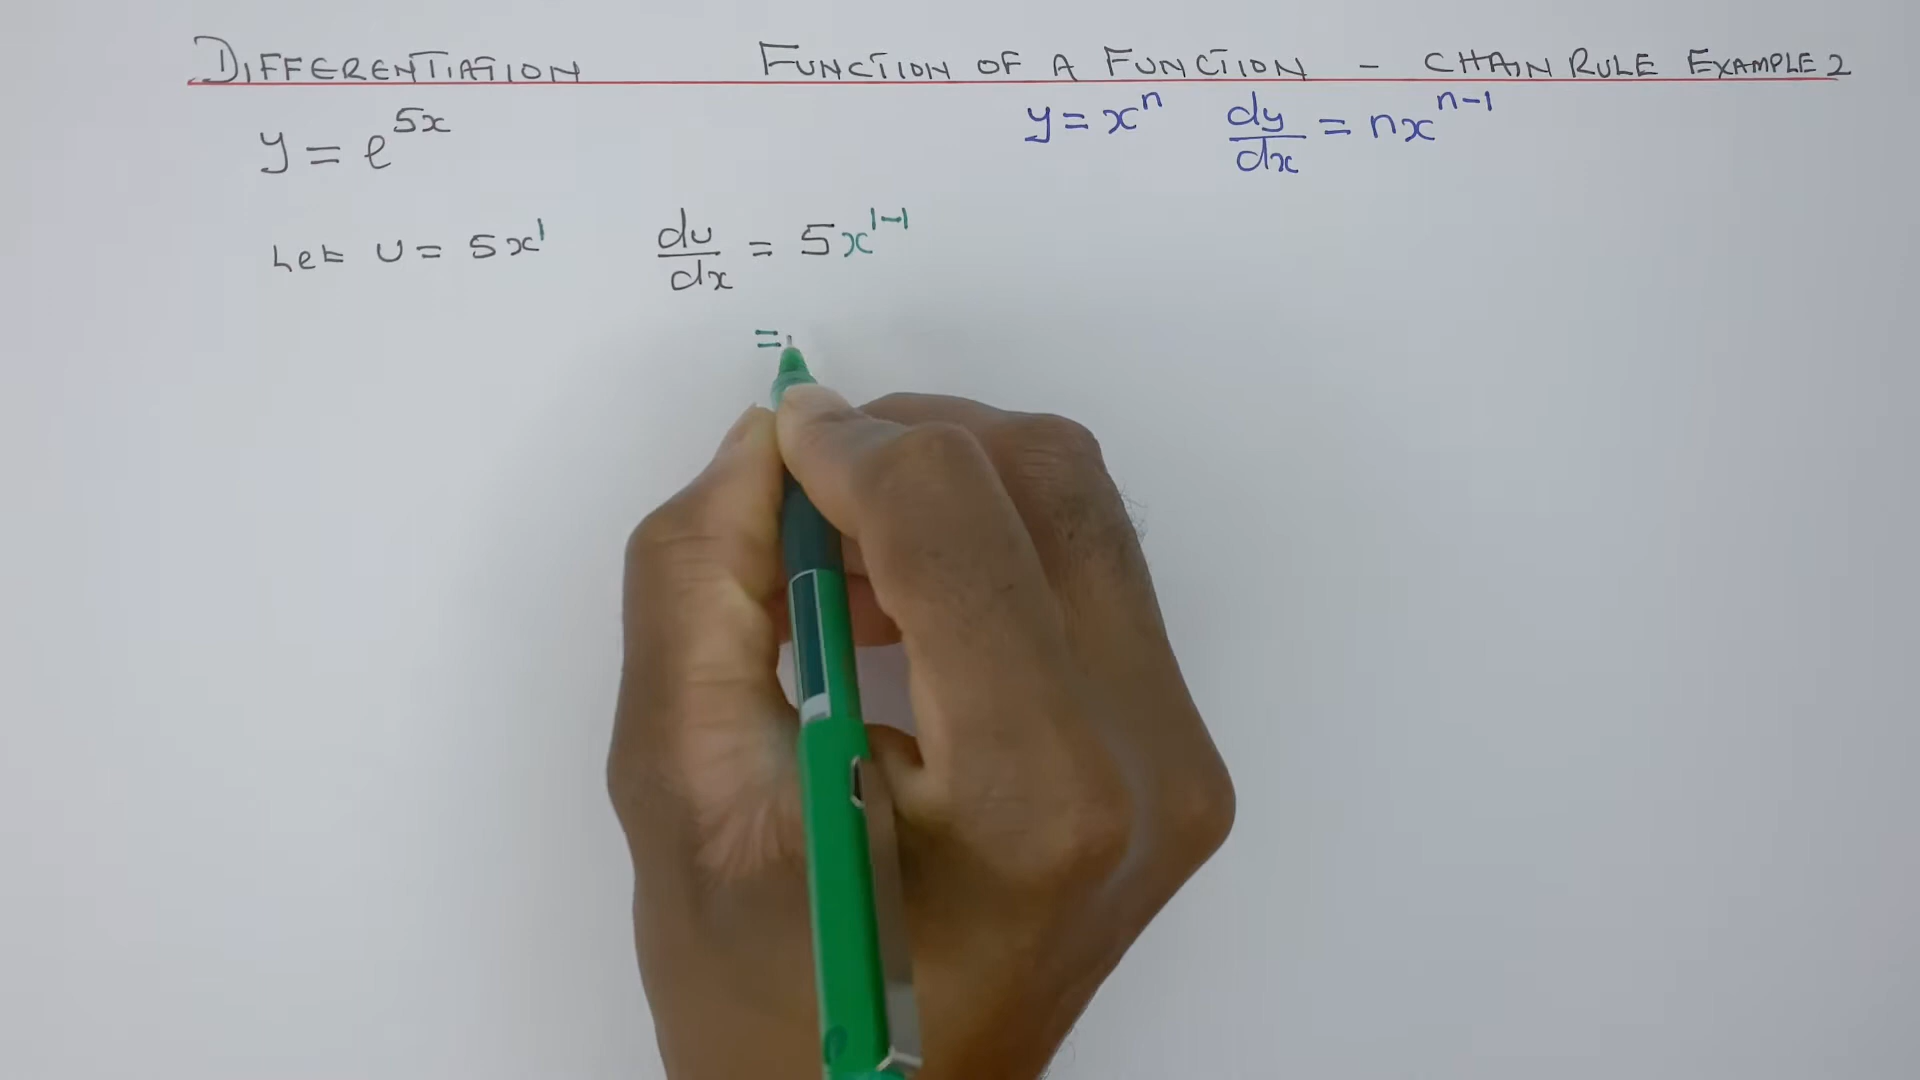 DIFFERENTIATION FUNCTION OF A FUNCTION - CHAIN RULE EXAMPLE 2
y = e^{5x} y = x^n dy/dx = nx^{n-1}
Let u = 5x^1 du/dx = 5x^{1-1}
=